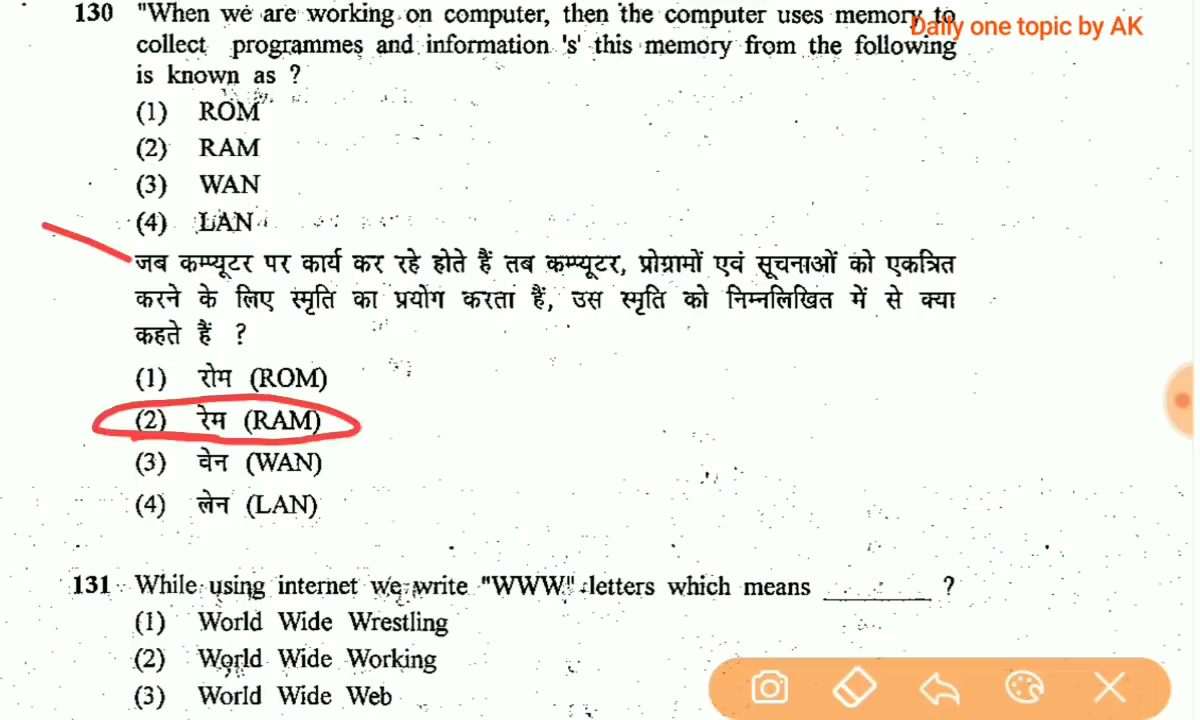 130 "When we are working on computer, then the computer uses memory to
Daily one topic by AK
collect programmes and information 's' this memory from the following
is known as ?
(1) ROM
(2) RAM
(3) WAN
(4) LAN
जब कम्प्यूटर पर कार्य कर रहे होते हैं तब कम्प्यूटर, प्रोग्रामों एवं सूचनाओं को एकत्रित
करने के लिए स्मृति का प्रयोग करता हैं, उस स्मृति को निम्नलिखित में से क्या
कहते हैं ?
(1) रोम (ROM)
(2) रेम (RAM)
(3) वेन (WAN)
(4) लेन (LAN)
131 While using internet we write "WWW" letters which means ________ ?
(1) World Wide Wrestling
(2) World Wide Working
(3) World Wide Web